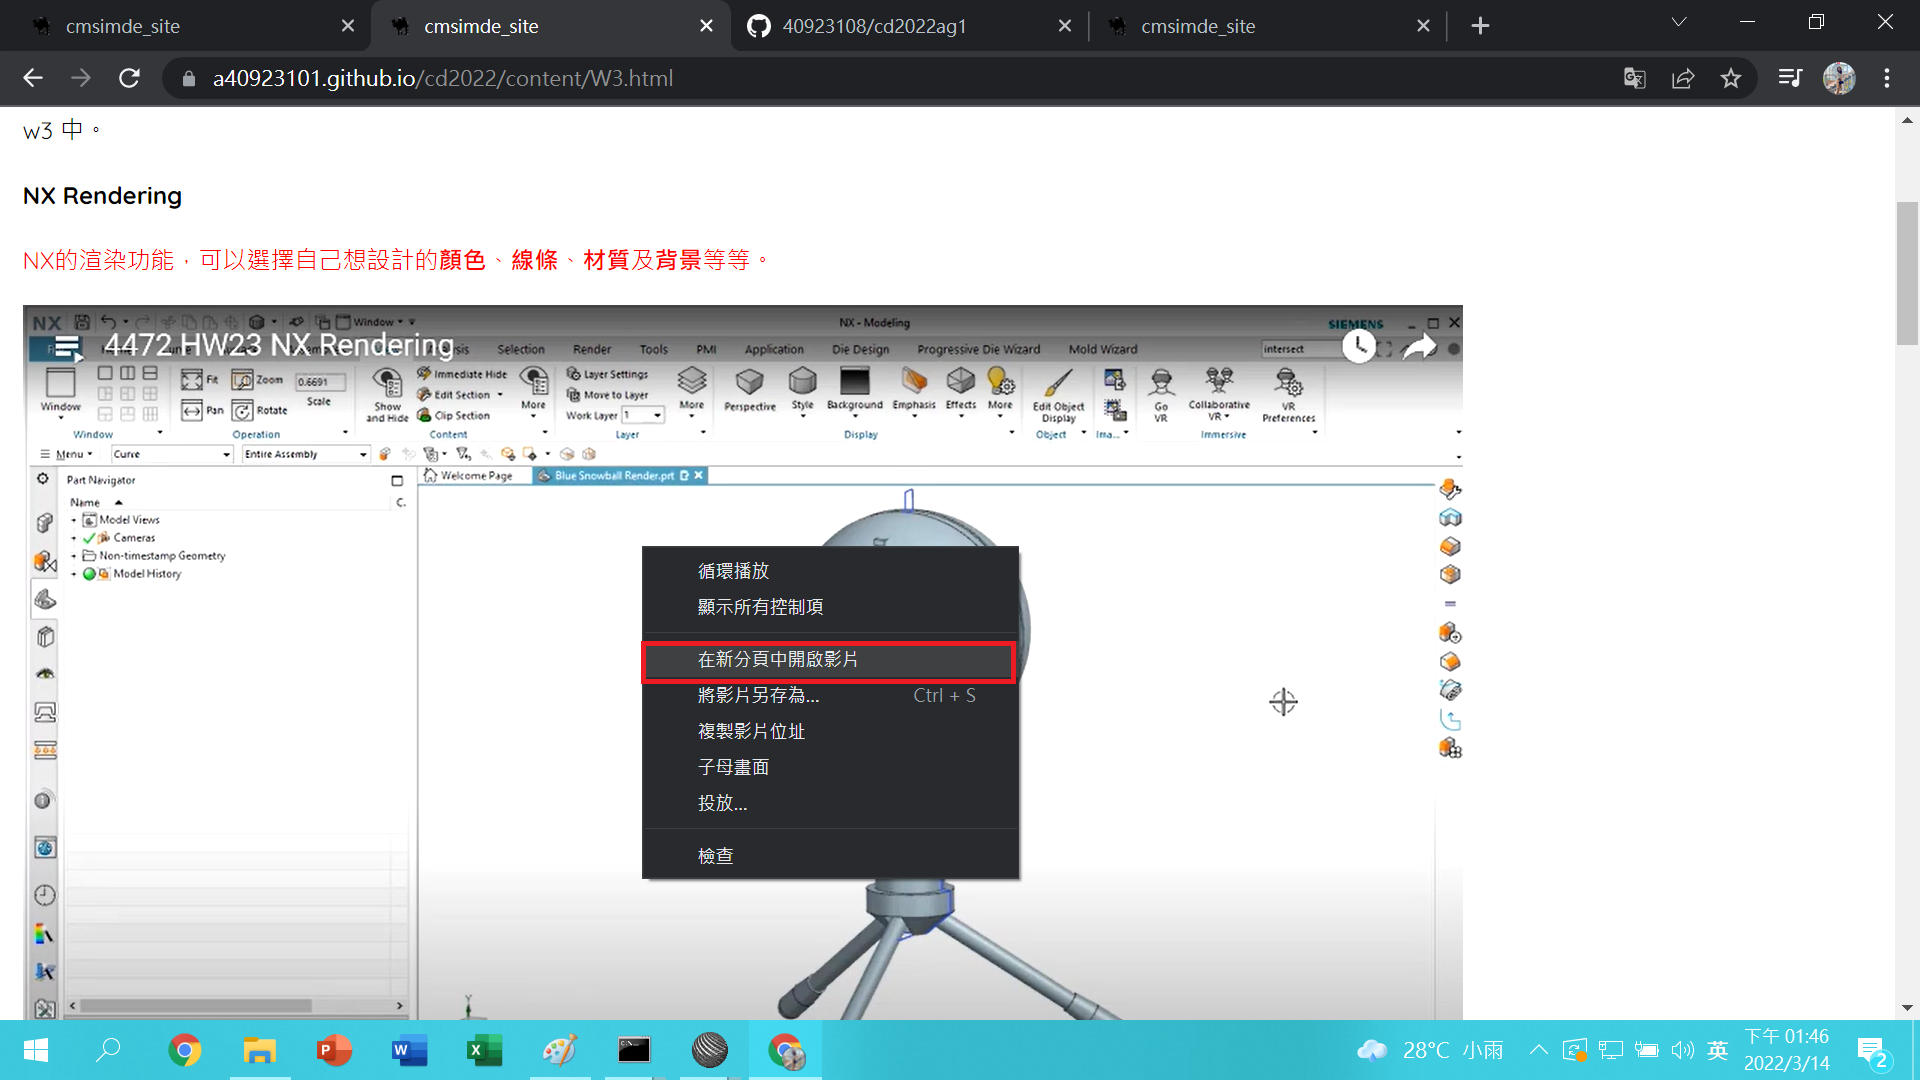 cmsimde_site
cmsimde_site
40923108/cd2022ag1
cmsimde_site
a40923101.github.io/cd2022/content/W3.html
w3 中。
NX Rendering
NX的渲染功能，可以選擇自己想設計的顏色、線條、材質及背景等等。
NX
Window
NX - Modeling
SIEMENS
4472 HW23 NX Rendering
Selection
Render
Tools
PMI
Application
Die Design
Progressive Die Wizard
Mold Wizard
intersect
Window
Fit
Zoom
0.6691
Scale
Pan
Rotate
Show and Hide
Immediate Hide
Edit Section
Clip Section
More
Layer Settings
Move to Layer
Work Layer 1
More
Perspective
Style
Background
Emphasis
Effects
More
Edit Object Display
Go VR
Collaborative VR
VR Preferences
Window
Operation
Content
Layer
Display
Object
Ima...
Immersive
Menu
Curve
Entire Assembly
Part Navigator
Welcome Page
Blue Snowball Render.prt
Name
C.
Model Views
Cameras
Non-timestamp Geometry
Model History
循環播放
顯示所有控制項
在新分頁中開啟影片
將影片另存為... Ctrl + S
複製影片位址
子母畫面
投放...
檢查
Y
28°C 小雨
英
下午 01:46
2022/3/14
2